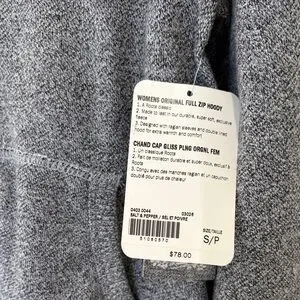 WOMENS ORIGINAL FULL ZIP HOODY
1. A Roots classic
2. Made to last in our durable, super soft, exclusive
fleece
3. Designed with raglan sleeves and double lined
hood for extra warmth and comfort
CHAND CAP GLISS PLNG ORGNL FEM
1. Un classique Roots
2. Fait de molleton durable et super doux, exclusif à
Roots
3. Conçu avec des manches raglan et un capuchon
doublé pour plus de chaleur
0403 0044 03026
SALT & PEPPER / SEL ET POIVRE
51080570
SIZE/TAILLE
S/P
$78.00